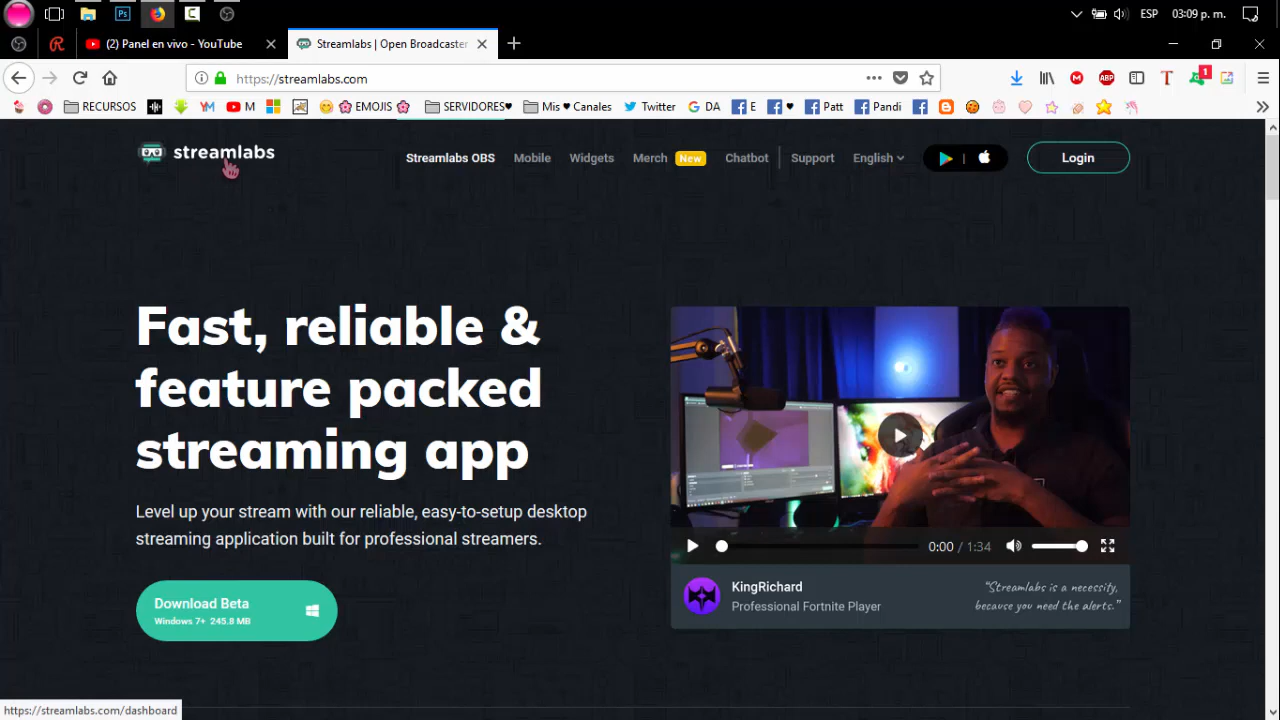 Ps
ESP
03:09 p. m.
(2) Panel en vivo - YouTube
Streamlabs | Open Broadcaster
https://streamlabs.com
1
ABP
T
RECURSOS
YM
M
EMOJIS
SERVIDORES♥
Mis ♥ Canales
Twitter
G DA
E
♥
Patt
Pandi
streamlabs
Streamlabs OBS
Mobile
Widgets
Merch
New
Chatbot
Support
English
Login
Fast, reliable &
feature packed
streaming app
Level up your stream with our reliable, easy-to-setup desktop
streaming application built for professional streamers.
Download Beta
Windows 7+ 245.8 MB
0:00 / 1:34
KingRichard
Professional Fortnite Player
“Streamlabs is a necessity,
because you need the alerts.”
https://streamlabs.com/dashboard